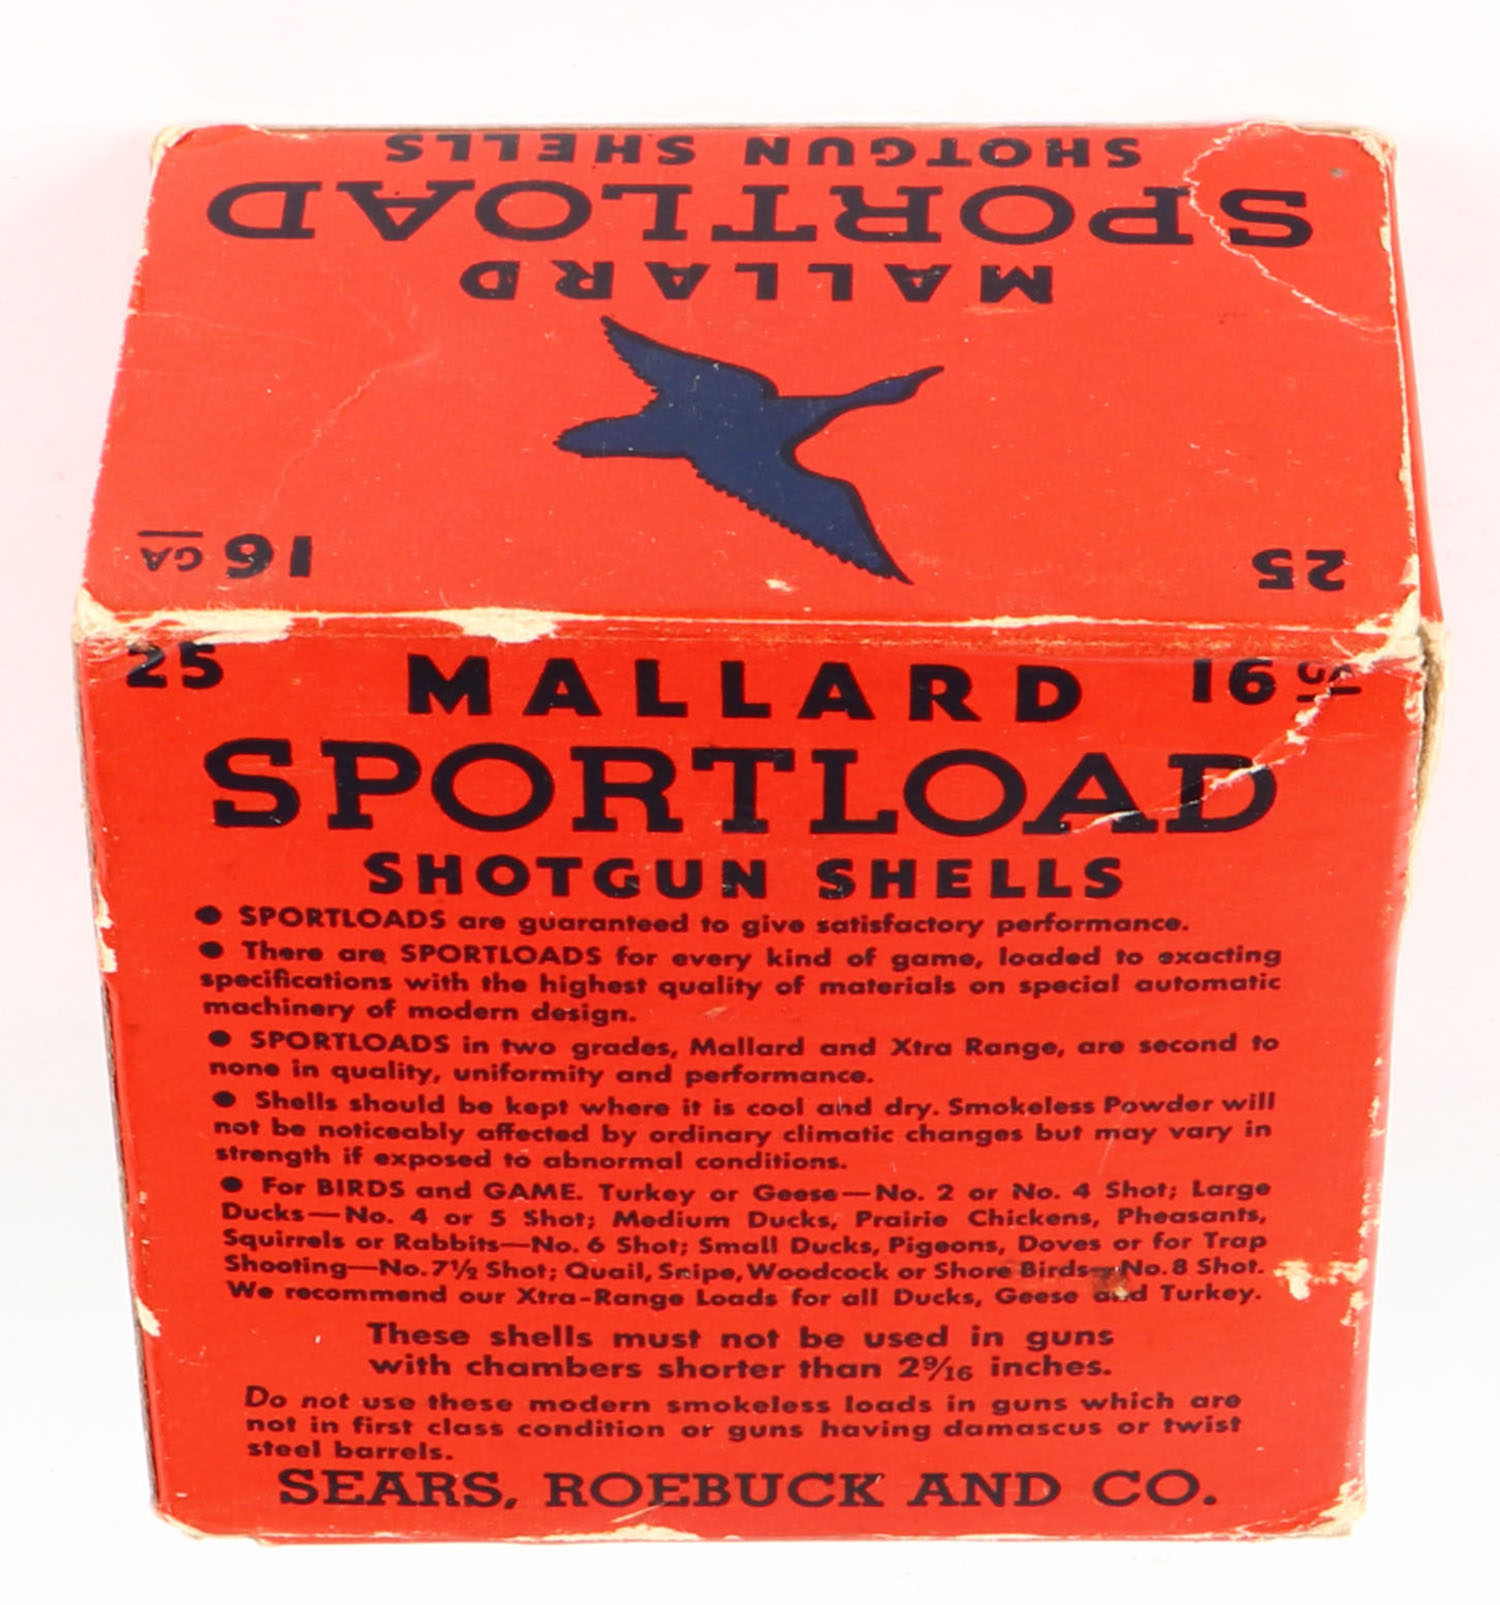 SHOTGUN SHELLS
SPORTLOAD
MALLARD
16 GA
25
25
MALLARD
16 GA
SPORTLOAD
SHOTGUN SHELLS
● SPORTLOADS are guaranteed to give satisfactory performance.
● There are SPORTLOADS for every kind of game, loaded to exacting
specifications with the highest quality of materials on special automatic
machinery of modern design.
● SPORTLOADS in two grades, Mallard and Xtra Range, are second to
none in quality, uniformity and performance.
● Shells should be kept where it is cool and dry. Smokeless Powder will
not be noticeably affected by ordinary climatic changes but may vary in
strength if exposed to abnormal conditions.
● For BIRDS and GAME. Turkey or Geese—No. 2 or No. 4 Shot; Large
Ducks—No. 4 or 5 Shot; Medium Ducks, Prairie Chickens, Pheasants,
Squirrels or Rabbits—No. 6 Shot; Small Ducks, Pigeons, Doves or for Trap
Shooting—No. 7½ Shot; Quail, Snipe, Woodcock or Shore Birds—No. 8 Shot.
We recommend our Xtra-Range Loads for all Ducks, Geese and Turkey.
These shells must not be used in guns
with chambers shorter than 2 9/16 inches.
Do not use these modern smokeless loads in guns which are
not in first class condition or guns having damascus or twist
steel barrels.
SEARS, ROEBUCK AND CO.